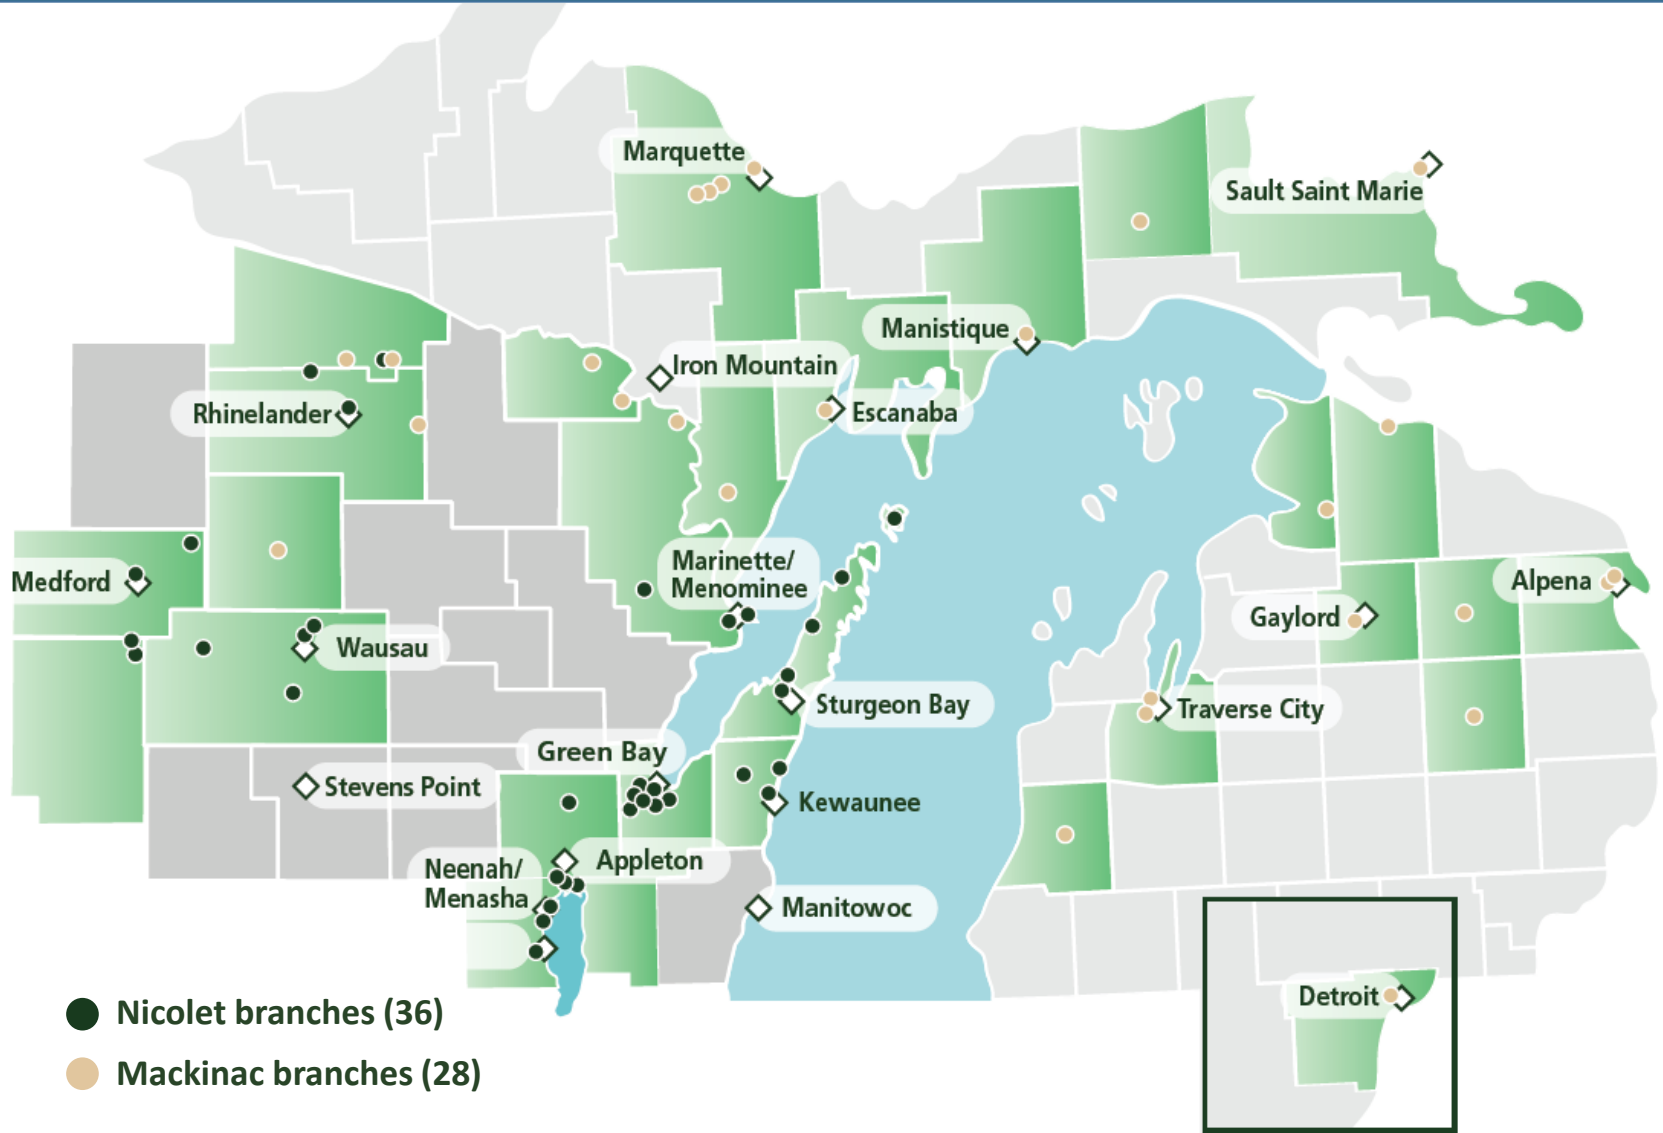 Marquette
Sault Saint Marie
Manistique
Iron Mountain
Rhinelander
Escanaba
Marinette/
Menominee
Medford
Alpena
Gaylord
Wausau
Sturgeon Bay
Traverse City
Green Bay
Stevens Point
Kewaunee
Appleton
Neenah/
Menasha
Manitowoc
Detroit
Nicolet branches (36)
Mackinac branches (28)